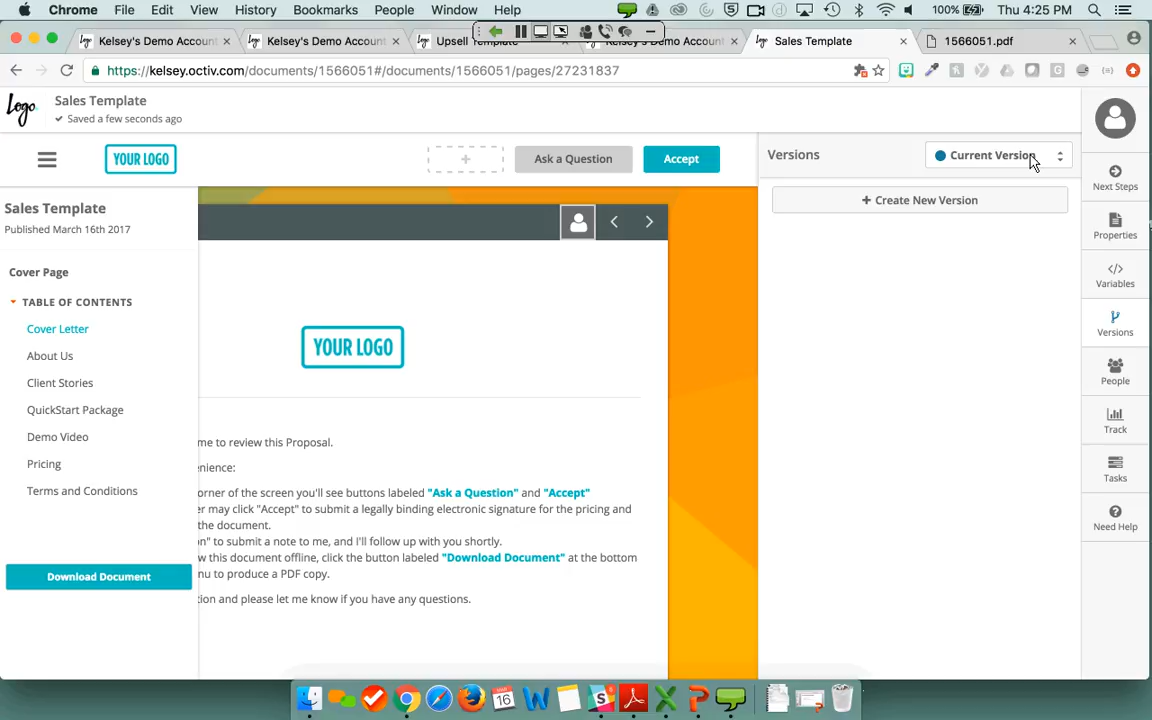 Chrome File Edit View History Bookmarks People Window Help 100% Thu 4:25 PM
Kelsey's Demo Account Kelsey's Demo Account Upsell Template Kelsey's Demo Account Sales Template 1566051.pdf
https://kelsey.octiv.com/documents/1566051#/documents/1566051/pages/27231837
Logo Sales Template
Saved a few seconds ago
YOUR LOGO Ask a Question Accept Versions Current Version
Create New Version
Next Steps
Properties
Variables
Versions
People
Track
Tasks
Need Help
Sales Template
Published March 16th 2017
Cover Page
TABLE OF CONTENTS
Cover Letter
About Us
Client Stories
QuickStart Package
Demo Video
Pricing
Terms and Conditions
Download Document
YOUR LOGO
me to review this Proposal.
enience:
orner of the screen you'll see buttons labeled "Ask a Question" and "Accept"
er may click "Accept" to submit a legally binding electronic signature for the pricing and
the document.
on" to submit a note to me, and I'll follow up with you shortly.
w this document offline, click the button labeled "Download Document" at the bottom
nu to produce a PDF copy.
tion and please let me know if you have any questions.
16